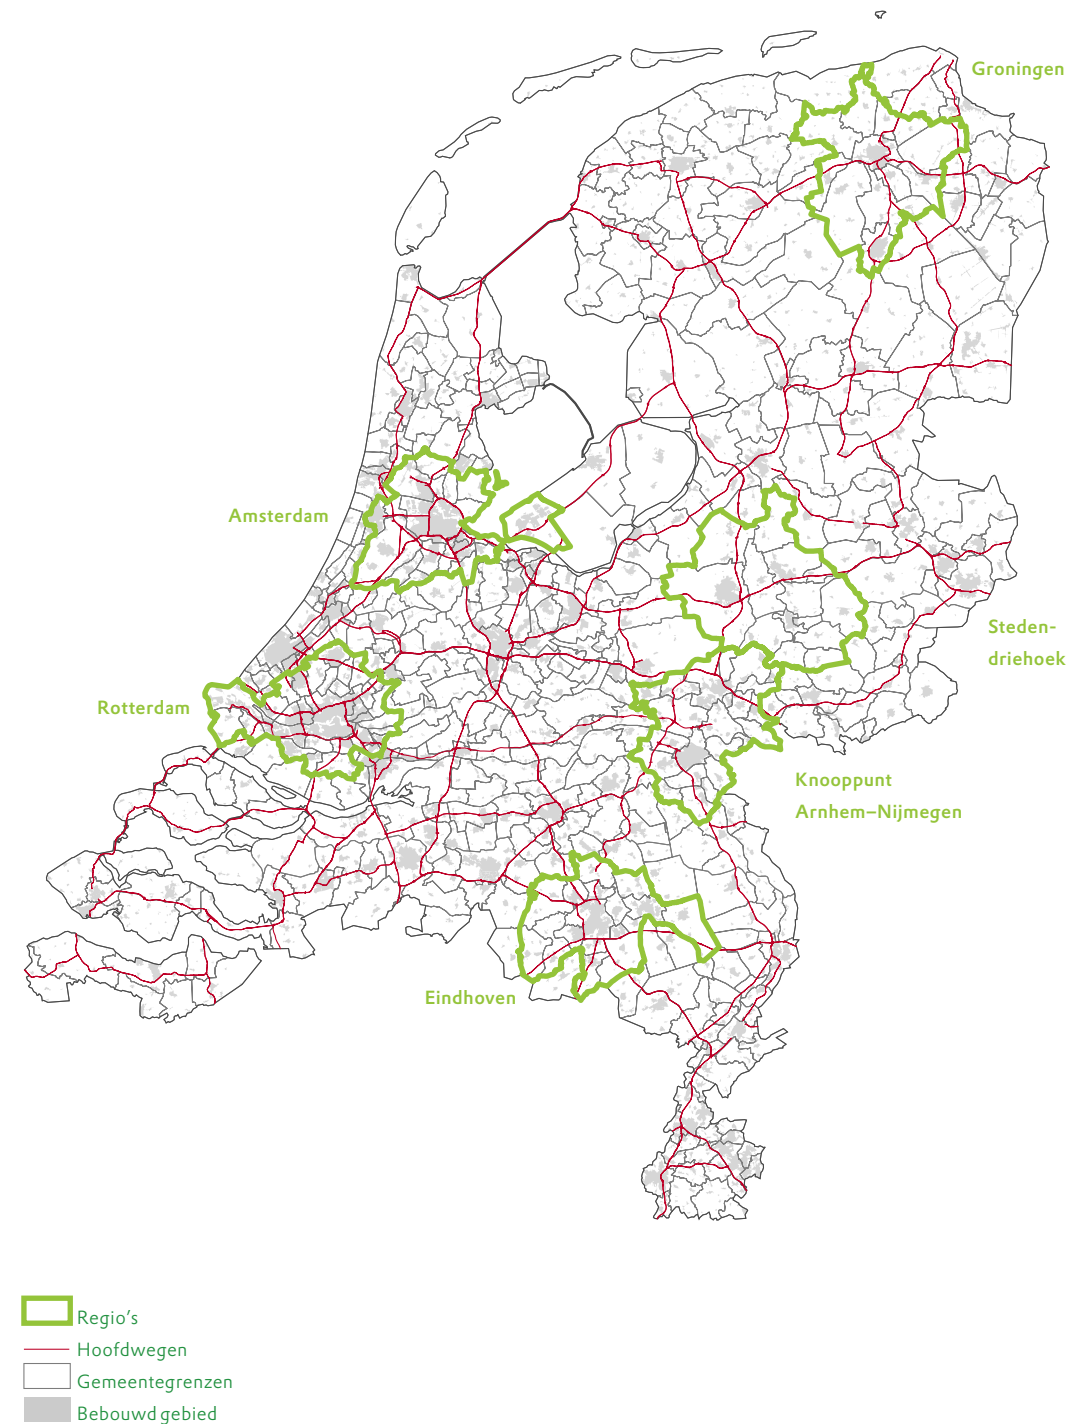 Groningen
Amsterdam
Steden-
driehoek
Rotterdam
Knooppunt
Arnhem–Nijmegen
Eindhoven
Regio's
Hoofdwegen
Gemeentegrenzen
Bebouwd gebied